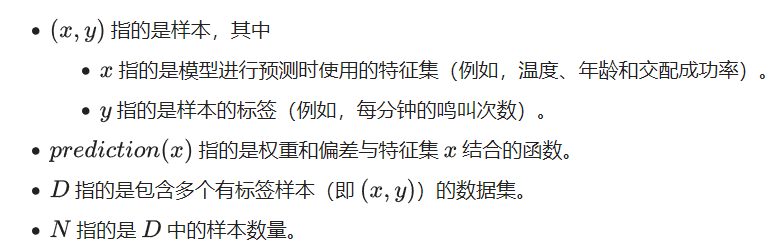 (x, y) 指的是样本，其中
x 指的是模型进行预测时使用的特征集（例如，温度、年龄和交配成功率）。
y 指的是样本的标签（例如，每分钟的鸣叫次数）。
prediction(x) 指的是权重和偏差与特征集 x 结合的函数。
D 指的是包含多个有标签样本（即 (x, y)）的数据集。
N 指的是 D 中的样本数量。